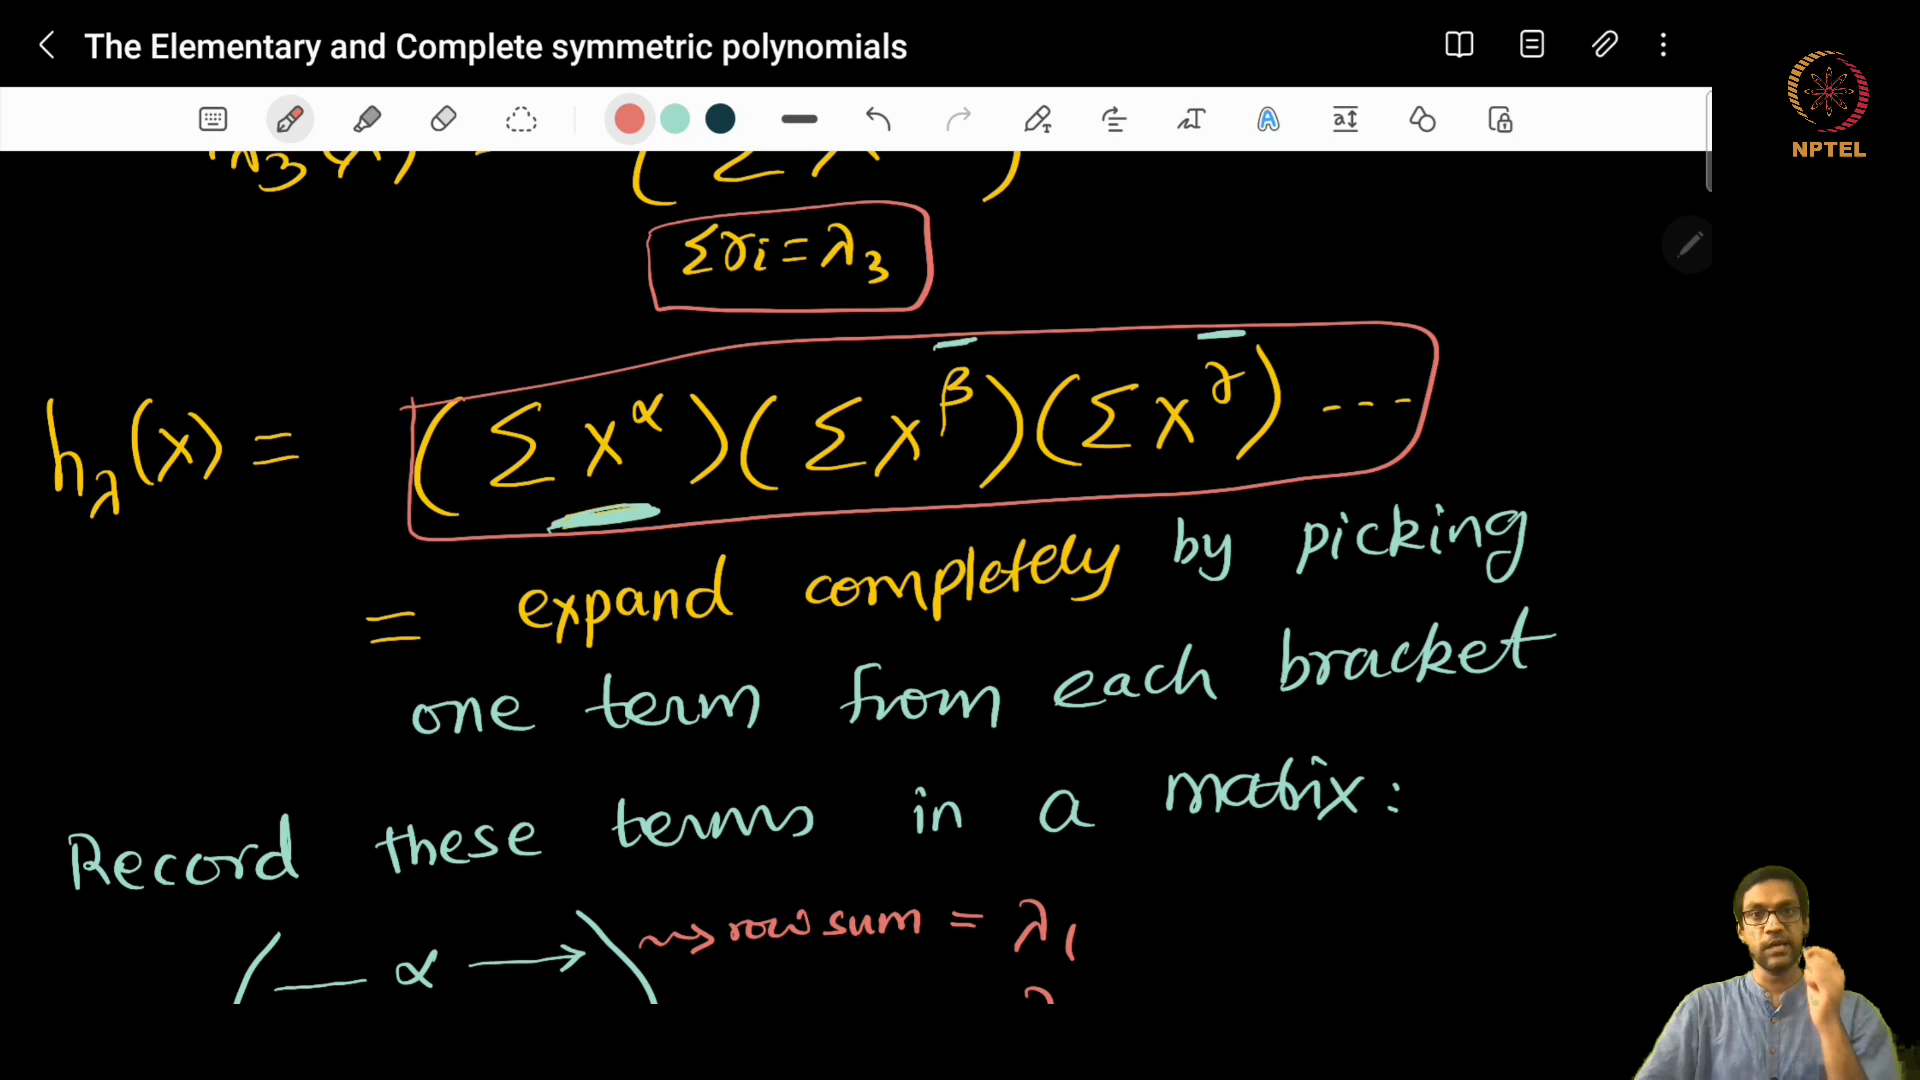 The Elementary and Complete symmetric polynomials
NPTEL
Σγi = λ3
hλ(x) = (Σ x^α)(Σ x^β)(Σ x^γ) ---
= expand completely by picking
one term from each bracket
Record these terms in a matrix:
(— α →) ⇝ row sum = λ1